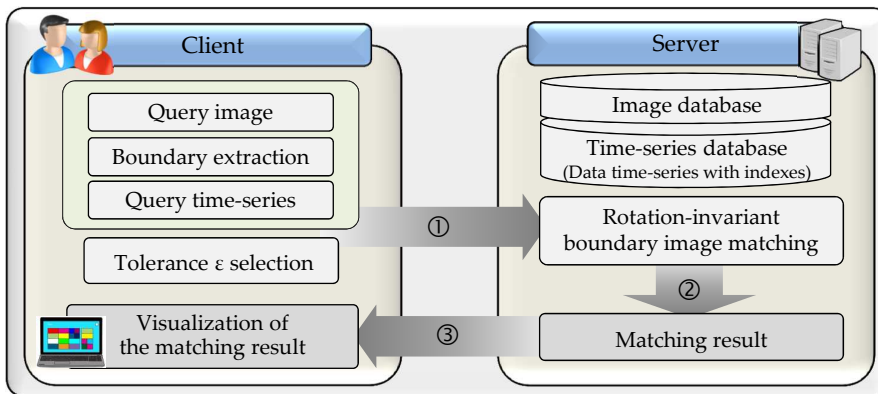 Client
Query image
Boundary extraction
Query time-series
Tolerance ε selection
Visualization of
the matching result
①
③
Server
Image database
Time-series database
(Data time-series with indexes)
Rotation-invariant
boundary image matching
②
Matching result